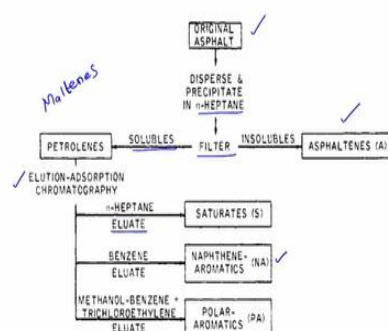 ORIGINAL
ASPHALT
DISPERSE &
PRECIPITATE
IN n-HEPTANE
Maltenes
PETROLENES
SOLUBLES
FILTER
INSOLUBLES
ASPHALTENES (A)
ELUTION-ADSORPTION
CHROMATOGRAPHY
n-HEPTANE
ELUATE
SATURATES (S)
BENZENE
ELUATE
NAPHTHENE-
AROMATICS (NA)
METHANOL-BENZENE +
TRICHLOROETHYLENE
ELUATE
POLAR-
AROMATICS (PA)